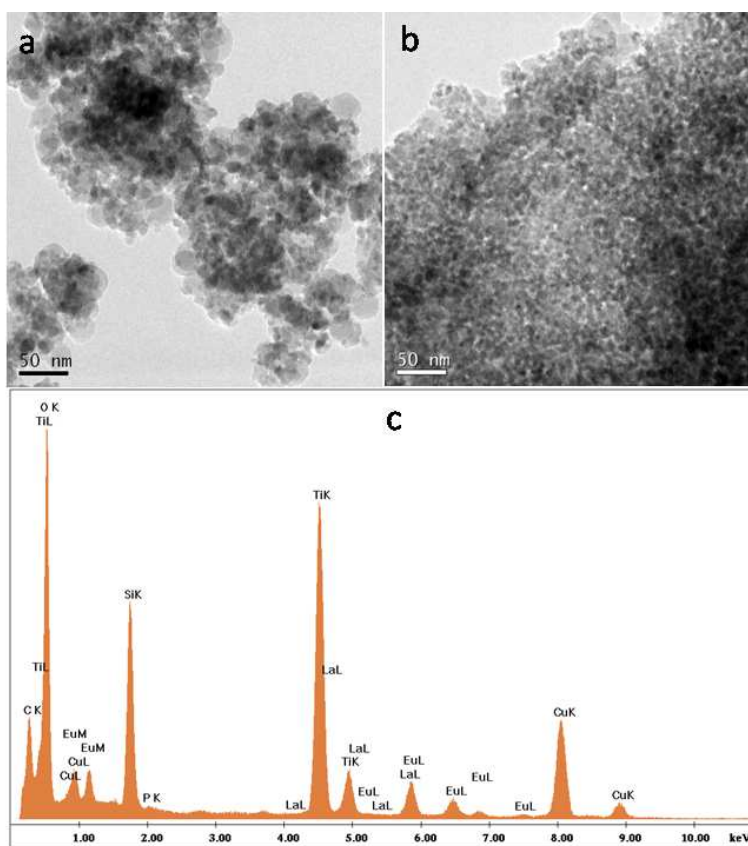 a
b
50 nm
50 nm
c
O K
TiL
TiK
SiK
TiL
LaL
C K
CuK
EuM
LaL
EuM
TiK
EuL
CuL
LaL
CuL
EuL
EuL
EuL
CuK
P K
LaL
LaL
EuL
1.00 2.00 3.00 4.00 5.00 6.00 7.00 8.00 9.00 10.00 keV